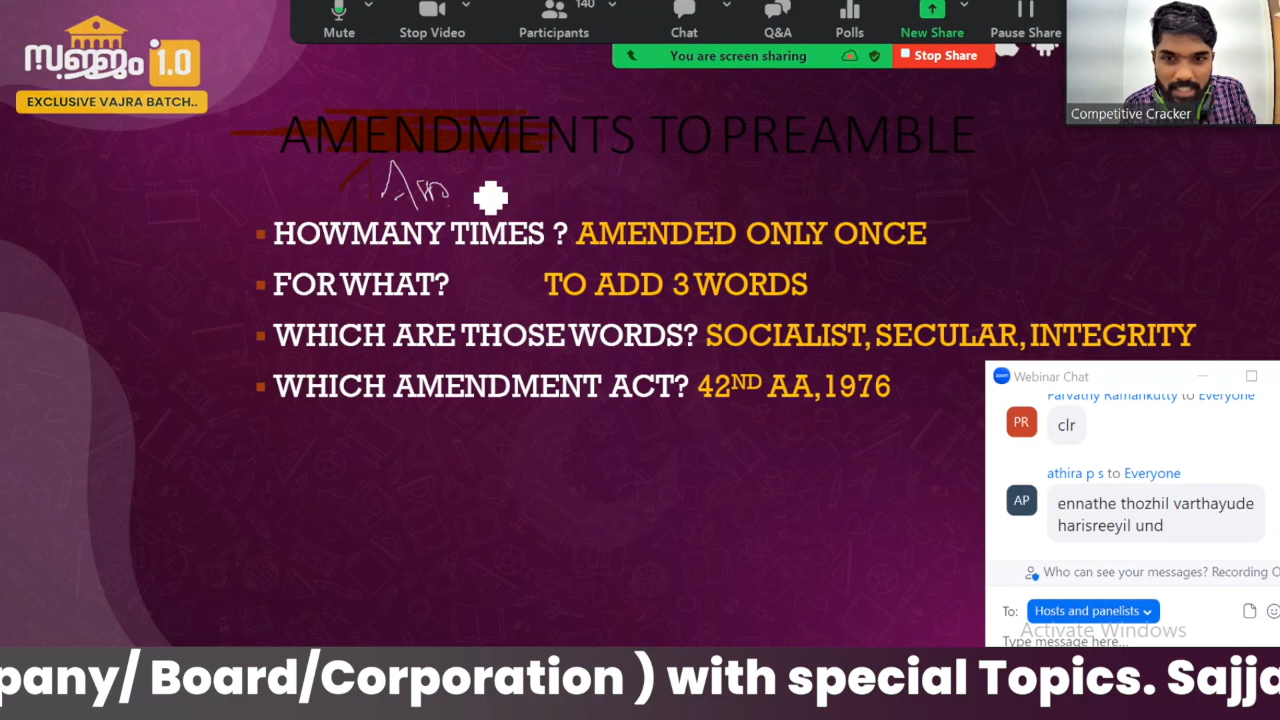 140
Mute
Stop Video
Participants
Chat
Q&A
Polls
New Share
Pause Share
You are screen sharing
Stop Share
1.0
EXCLUSIVE VAJRA BATCH..
Competitive Cracker
AMENDMENTS TO PREAMBLE
Am
HOWMANY TIMES ? AMENDED ONLY ONCE
FOR WHAT? TO ADD 3 WORDS
WHICH ARE THOSE WORDS? SOCIALIST, SECULAR, INTEGRITY
WHICH AMENDMENT ACT? 42ND AA,1976
Webinar Chat
Parvathy Ramankutty to Everyone
PR
clr
athira p s to Everyone
AP
ennathe thozhil varthayude
harisreeyil und
Who can see your messages? Recording O
To: Hosts and panelists
Activate Windows
Type message here...
pany/ Board/Corporation ) with special Topics. Sajja